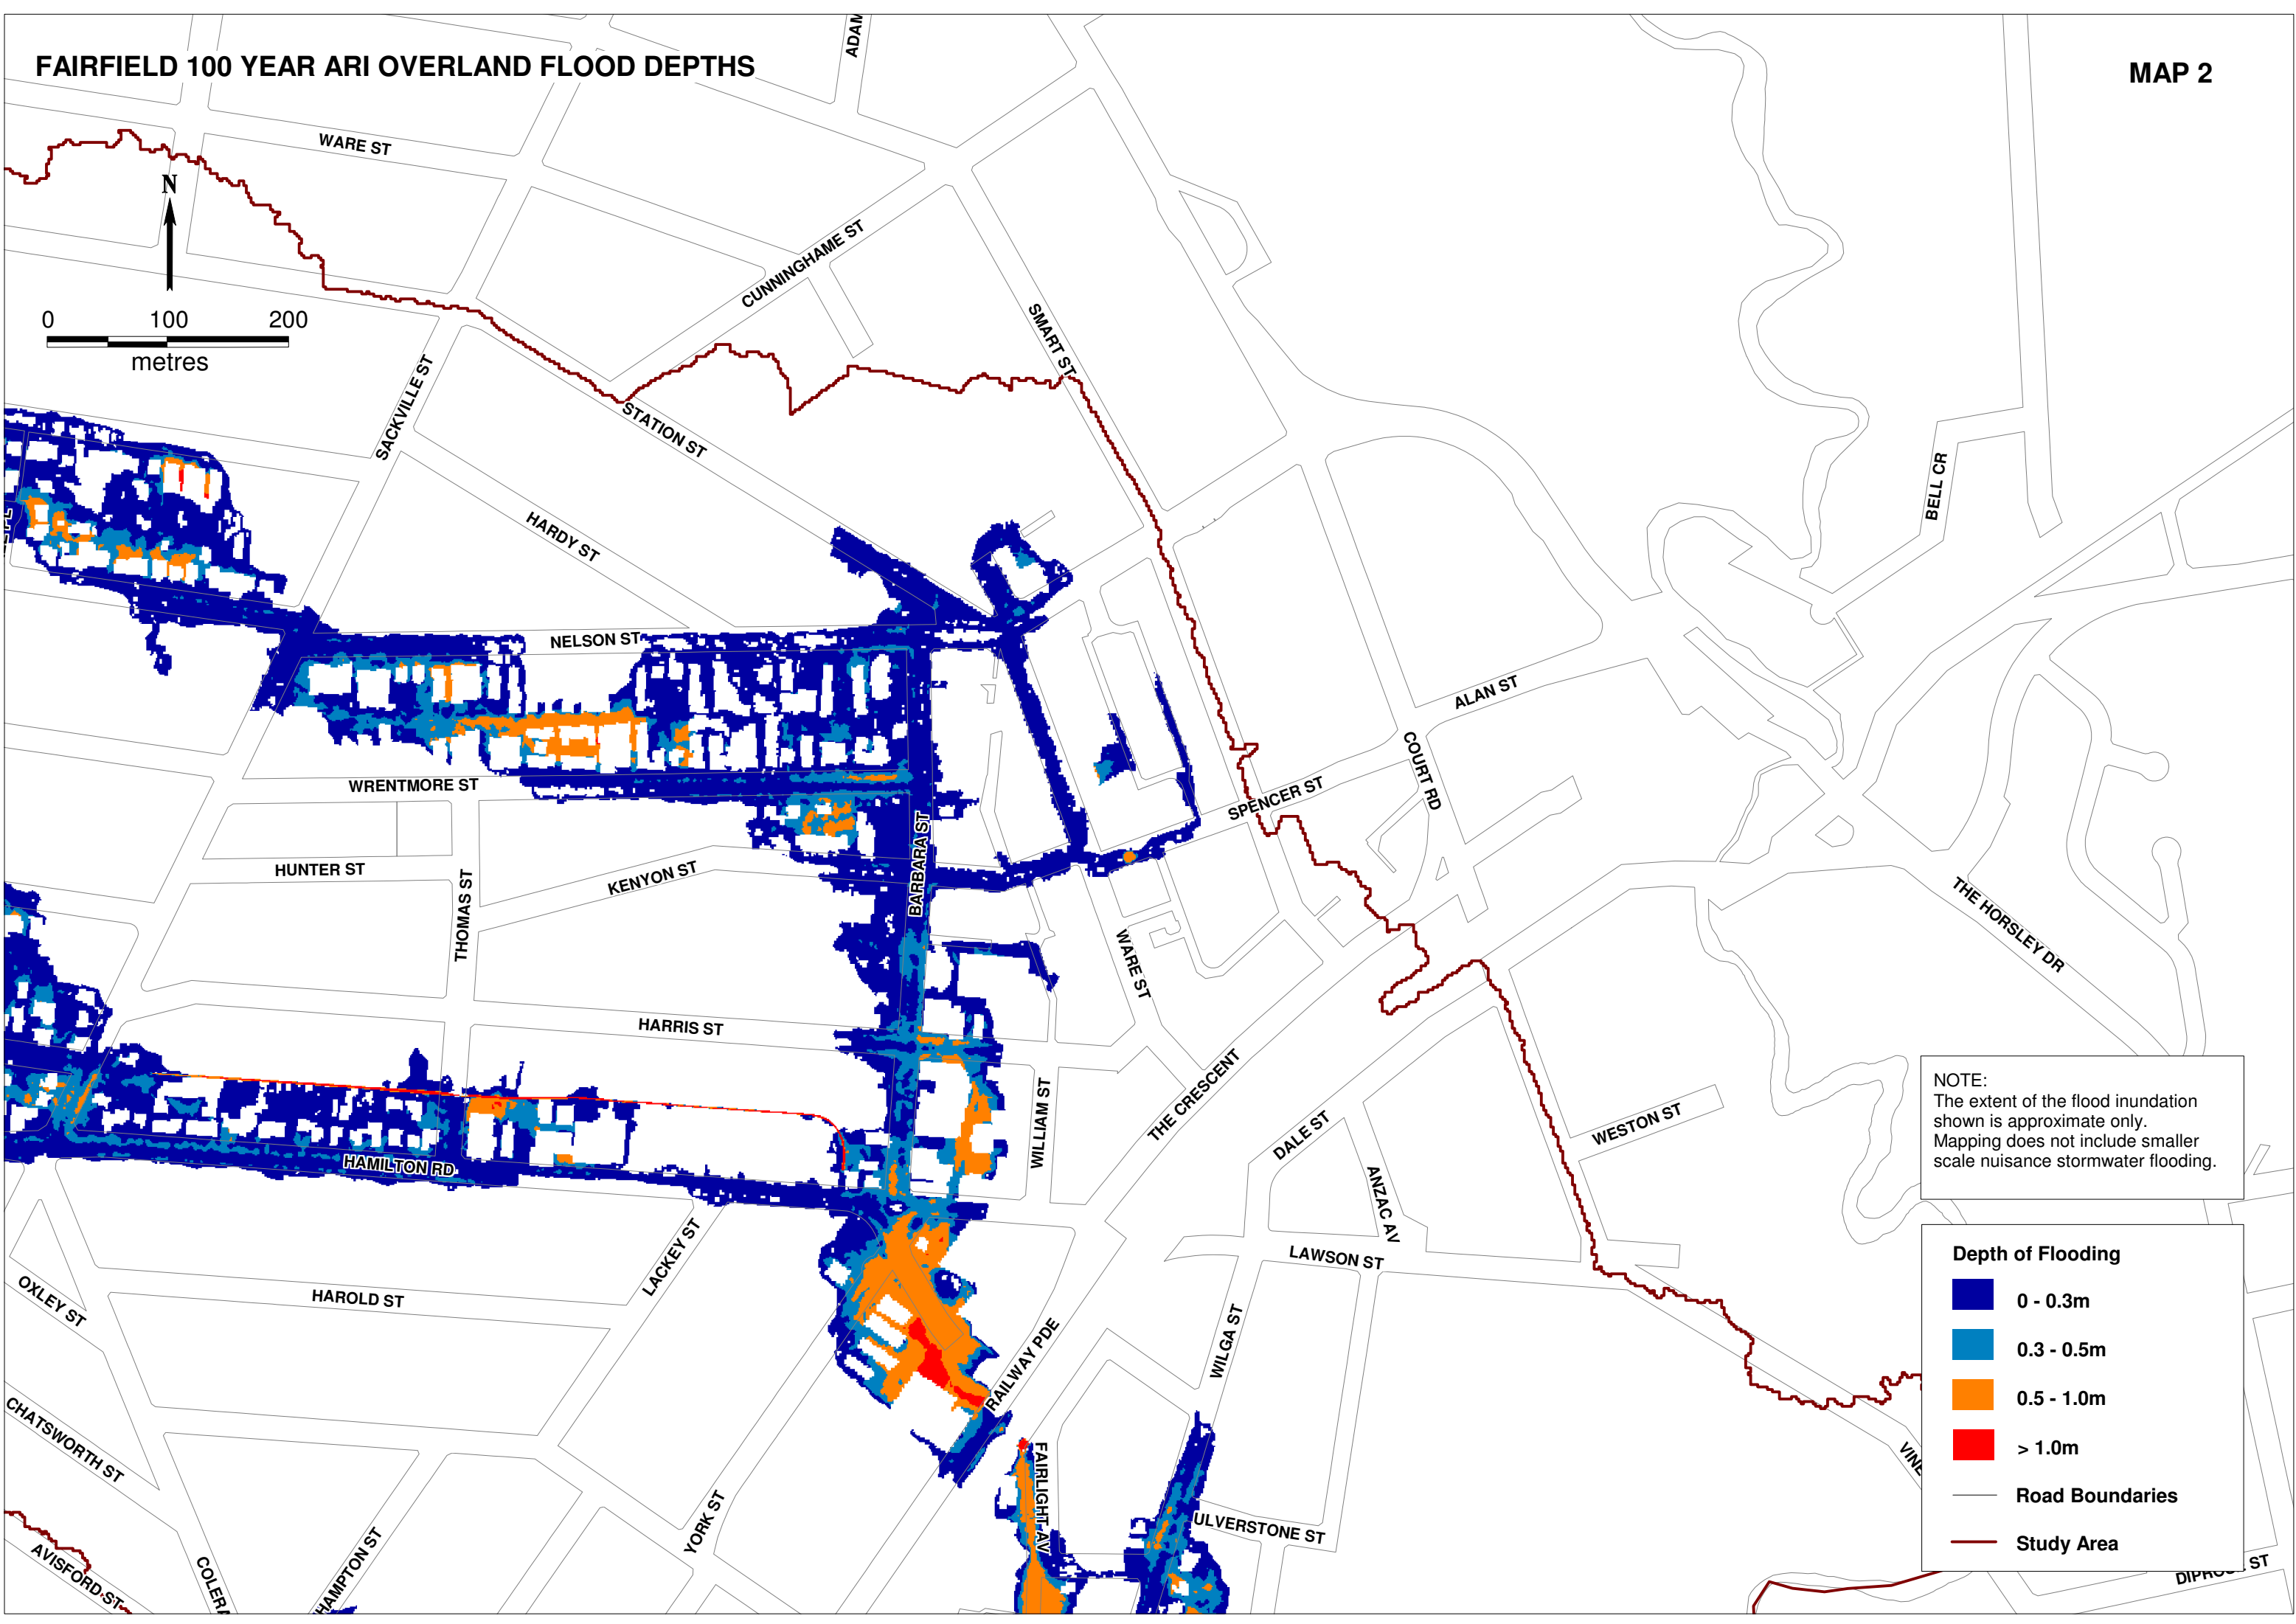 FAIRFIELD 100 YEAR ARI OVERLAND FLOOD DEPTHS
MAP 2
WARE ST
N
0 100 200
metres
CUNNINGHAME ST
SMART ST
SACKVILLE ST
STATION ST
HARDY ST
BELL CR
NELSON ST
ALAN ST
COURT RD
SPENCER ST
WRENTMORE ST
BARBARA ST
HUNTER ST
KENYON ST
THOMAS ST
THE HORSLEY DR
WARE ST
HARRIS ST
THE CRESCENT
WILLIAM ST
DALE ST
WESTON ST
HAMILTON RD
ANZAC AV
LACKEY ST
LAWSON ST
OXLEY ST
HAROLD ST
WILGA ST
RAILWAY PDE
CHATSWORTH ST
FAIRLIGHT AV
YORK ST
ULVERSTONE ST
AVISFORD ST
NOTE:
The extent of the flood inundation
shown is approximate only.
Mapping does not include smaller
scale nuisance stormwater flooding.
Depth of Flooding
0 - 0.3m
0.3 - 0.5m
0.5 - 1.0m
> 1.0m
Road Boundaries
Study Area
ST